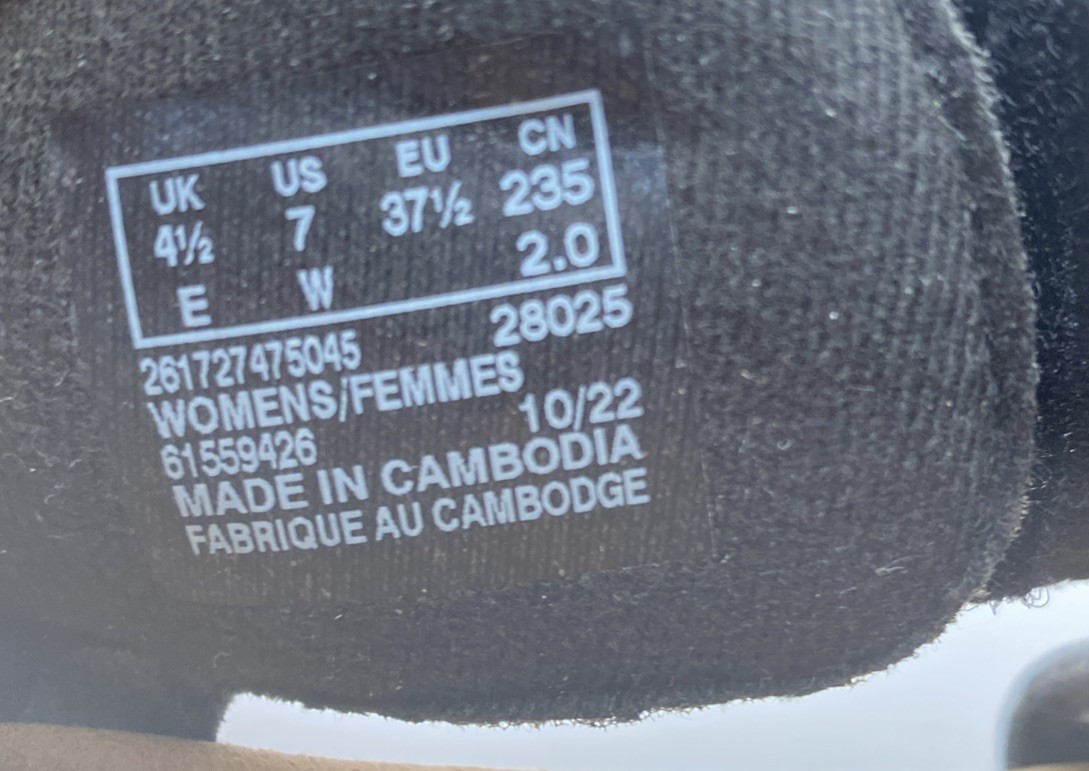 UK US EU CN
4½ 7 37½ 235
E W 2.0
261727475045 28025
WOMENS/FEMMES
61559426 10/22
MADE IN CAMBODIA
FABRIQUE AU CAMBODGE